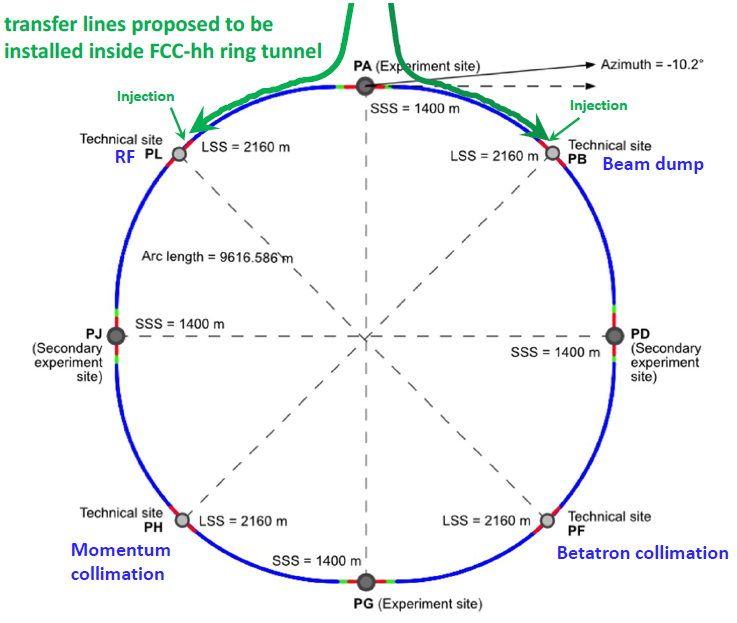 transfer lines proposed to be
installed inside FCC-hh ring tunnel
PA (Experiment site)
Azimuth = -10.2°
SSS = 1400 m
Injection
Injection
Technical site
RF PL
LSS = 2160 m
LSS = 2160 m
Technical site
PB
Beam dump
Arc length = 9616.586 m
PJ
(Secondary
experiment
site)
SSS = 1400 m
SSS = 1400 m
PD
(Secondary
experiment
site)
Technical site
PH
LSS = 2160 m
Momentum
collimation
LSS = 2160 m
Technical site
PF
Betatron collimation
SSS = 1400 m
PG (Experiment site)